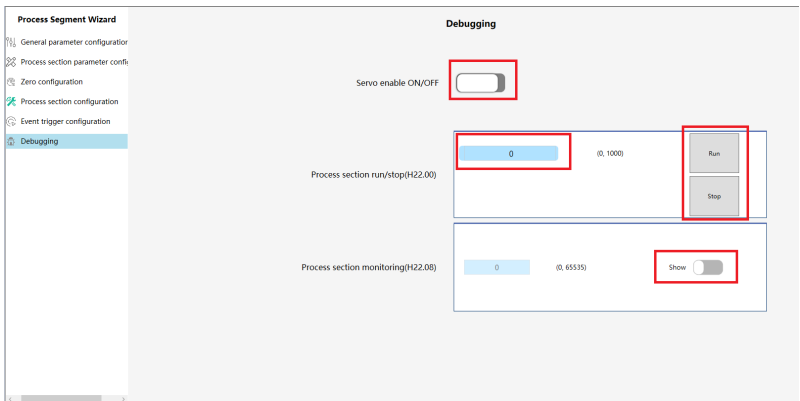 Process Segment Wizard
General parameter configuration
Process section parameter config
Zero configuration
Process section configuration
Event trigger configuration
Debugging
Debugging
Servo enable ON/OFF
Process section run/stop(H22.00)
0
(0, 1000)
Run
Stop
Process section monitoring(H22.08)
0
(0, 65535)
Show